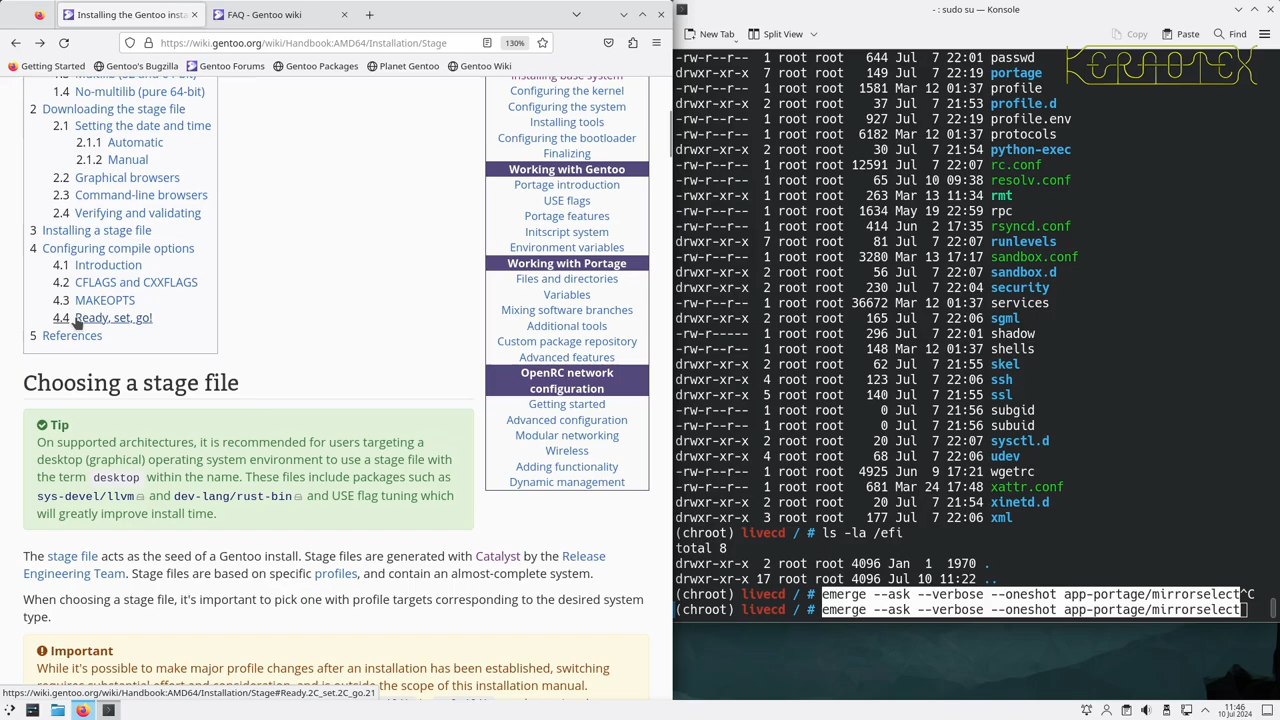 Installing the Gentoo insta
FAQ - Gentoo wiki
https://wiki.gentoo.org/wiki/Handbook:AMD64/Installation/Stage
130%
Getting Started
Gentoo's Bugzilla
Gentoo Forums
Gentoo Packages
Planet Gentoo
Gentoo Wiki
1.4 No-multilib (pure 64-bit)
2 Downloading the stage file
2.1 Setting the date and time
2.1.1 Automatic
2.1.2 Manual
2.2 Graphical browsers
2.3 Command-line browsers
2.4 Verifying and validating
3 Installing a stage file
4 Configuring compile options
4.1 Introduction
4.2 CFLAGS and CXXFLAGS
4.3 MAKEOPTS
4.4 Ready, set, go!
5 References
Installing base system
Configuring the kernel
Configuring the system
Installing tools
Configuring the bootloader
Finalizing
Working with Gentoo
Portage introduction
USE flags
Portage features
Initscript system
Environment variables
Working with Portage
Files and directories
Variables
Mixing software branches
Additional tools
Custom package repository
Advanced features
OpenRC network
configuration
Getting started
Advanced configuration
Modular networking
Wireless
Adding functionality
Dynamic management
Choosing a stage file
Tip
On supported architectures, it is recommended for users targeting a
desktop (graphical) operating system environment to use a stage file with
the term desktop within the name. These files include packages such as
sys-devel/llvm and dev-lang/rust-bin and USE flag tuning which
will greatly improve install time.
The stage file acts as the seed of a Gentoo install. Stage files are generated with Catalyst by the Release
Engineering Team. Stage files are based on specific profiles, and contain an almost-complete system.
When choosing a stage file, it's important to pick one with profile targets corresponding to the desired system
type.
Important
While it's possible to make major profile changes after an installation has been established, switching
requires substantial effort and consideration, and is outside the scope of this installation manual.
https://wiki.gentoo.org/wiki/Handbook:AMD64/Installation/Stage#Ready.2C_set.2C_go.21
- : sudo su — Konsole
New Tab
Split View
Copy
Paste
Find
KERAOTEX
-rw-r--r-- 1 root root 644 Jul 7 22:01 passwd
drwxr-xr-x 7 root root 149 Jul 7 22:19 portage
-rw-r--r-- 1 root root 1581 Mar 12 01:37 profile
drwxr-xr-x 2 root root 37 Jul 7 21:53 profile.d
-rw-r--r-- 1 root root 927 Jul 7 22:19 profile.env
-rw-r--r-- 1 root root 6182 Mar 12 01:37 protocols
drwxr-xr-x 2 root root 30 Jul 7 21:54 python-exec
-rw-r--r-- 1 root root 12591 Jul 7 22:07 rc.conf
-rw-r--r-- 1 root root 65 Jul 10 09:38 resolv.conf
-rwxr-xr-x 1 root root 263 Mar 13 11:34 rmt
-rw-r--r-- 1 root root 1634 May 19 22:59 rpc
-rw-r--r-- 1 root root 414 Jun 2 17:35 rsyncd.conf
drwxr-xr-x 7 root root 81 Jul 7 22:07 runlevels
-rw-r--r-- 1 root root 3280 Mar 13 17:17 sandbox.conf
drwxr-xr-x 2 root root 56 Jul 7 22:07 sandbox.d
drwxr-xr-x 2 root root 230 Jul 7 22:04 security
-rw-r--r-- 1 root root 36672 Mar 12 01:37 services
drwxr-xr-x 2 root root 165 Jul 7 22:06 sgml
-rw-r----- 1 root root 296 Jul 7 22:01 shadow
-rw-r--r-- 1 root root 148 Mar 12 01:37 shells
drwxr-xr-x 2 root root 62 Jul 7 21:55 skel
drwxr-xr-x 4 root root 123 Jul 7 22:06 ssh
drwxr-xr-x 5 root root 140 Jul 7 21:55 ssl
-rw-r--r-- 1 root root 0 Jul 7 21:56 subgid
-rw-r--r-- 1 root root 0 Jul 7 21:56 subuid
drwxr-xr-x 2 root root 20 Jul 7 22:07 sysctl.d
drwxr-xr-x 4 root root 68 Jul 7 22:06 udev
-rw-r--r-- 1 root root 4925 Jun 9 17:21 wgetrc
-rw-r--r-- 1 root root 681 Mar 24 17:48 xattr.conf
drwxr-xr-x 2 root root 20 Jul 7 21:54 xinetd.d
drwxr-xr-x 3 root root 177 Jul 7 22:06 xml
(chroot) livecd / # ls -la /efi
total 8
drwxr-xr-x 2 root root 4096 Jan 1 1970 .
drwxr-xr-x 17 root root 4096 Jul 10 11:22 ..
(chroot) livecd / # emerge --ask --verbose --oneshot app-portage/mirrorselect^C
(chroot) livecd / # emerge --ask --verbose --oneshot app-portage/mirrorselect
11:46
10 Jul 2024